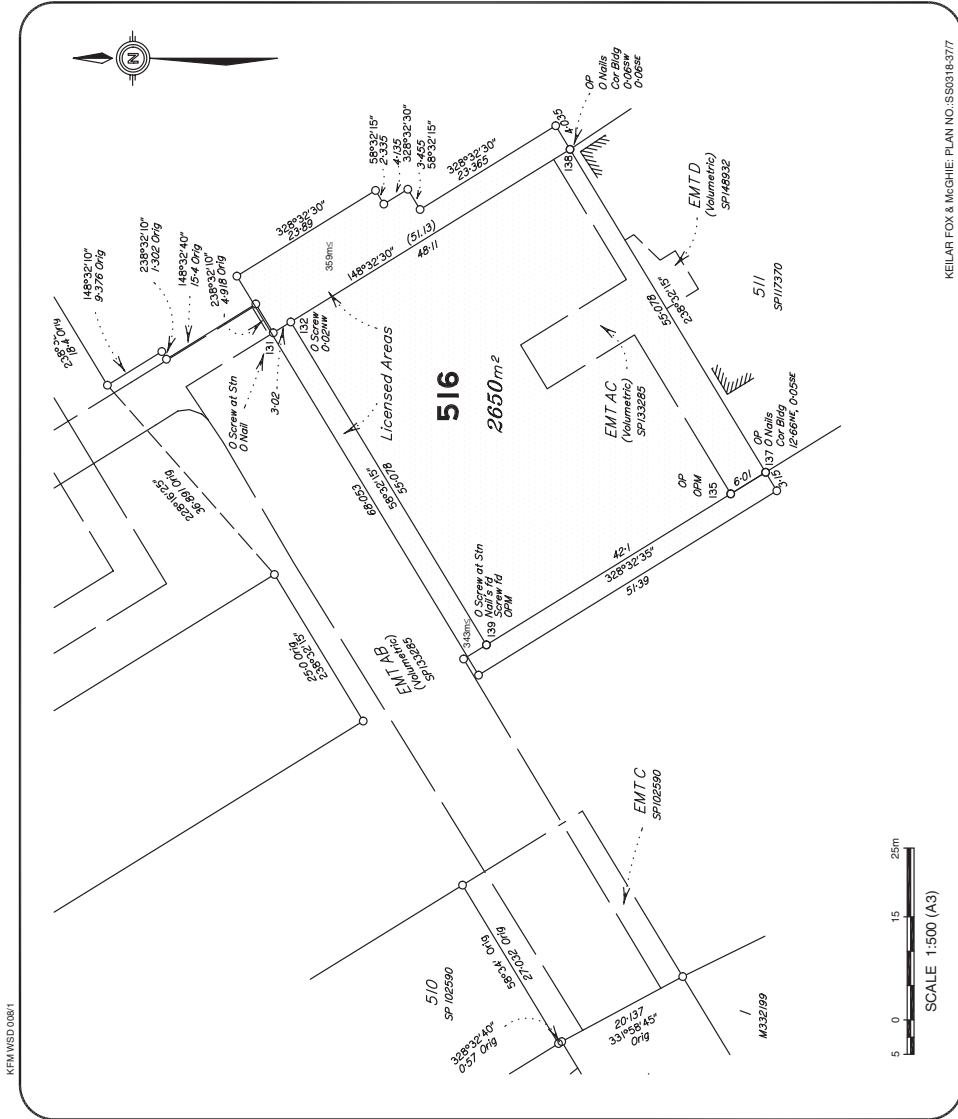 KFM WSD 008/1
KEILAR FOX & McGHIE: PLAN NO.:SS0318-37/7
N
148°32'10"
9·376 Orig
238°32'10"
1·302 Orig
148°32'40"
15·4 Orig
238°32'10"
4·918 Orig
18·4 Orig
328°32'30"
23·89
58°32'15"
2·335
4·135
328°32'30"
3·455
58°32'15"
328°32'30"
23·365
4·035
OP
O Nails
Cor Bldg
0·06SW
0·06SE
138
359m²
148°32'30"
(51.13)
48·11
O Screw at Stn
O Nail
131
3·02
132
O Screw
0·02NW
Licensed Areas
516
2650m²
228°16'25"
36·891 Orig
25·0 Orig
238°32'15"
68·053
58°32'15"
55·078
EMT AB
(Volumetric)
SP133285
EMT AC
(Volumetric)
SP133285
EMT D
(Volumetric)
SP148932
55·078
238°32'15"
511
SP117370
OP
137 O Nails
Cor Bldg
12·66NE, 0·05SE
OP
OPM
135
6·01
3·15
42·1
328°32'35"
51·39
343m²
O Screw at Stn
139 Nail's fd
Screw fd
OPM
EMT C
SP102590
510
SP 102590
58°34' Orig
27·032 Orig
328°32'40"
0·57 Orig
20·137
331°58'45"
Orig
1
M332199
5 0 15 25m
SCALE 1:500 (A3)